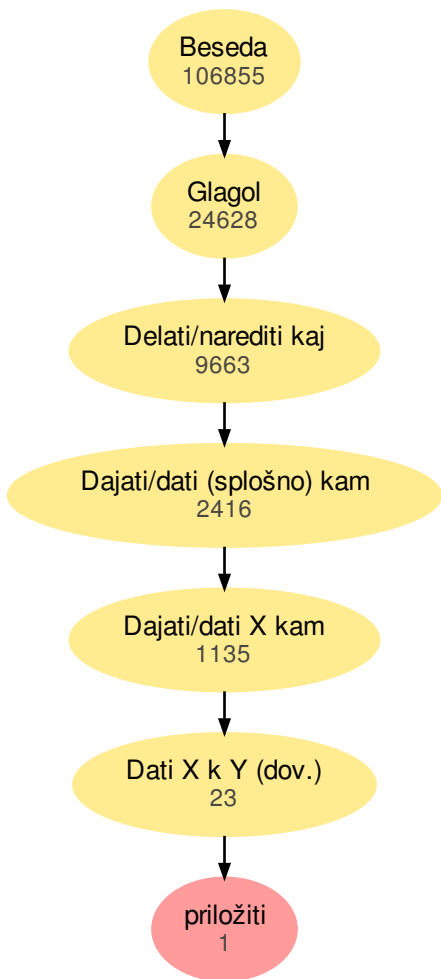 Beseda
106855
Glagol
24628
Delati/narediti kaj
9663
Dajati/dati (splošno) kam
2416
Dajati/dati X kam
1135
Dati X k Y (dov.)
23
priložiti
1